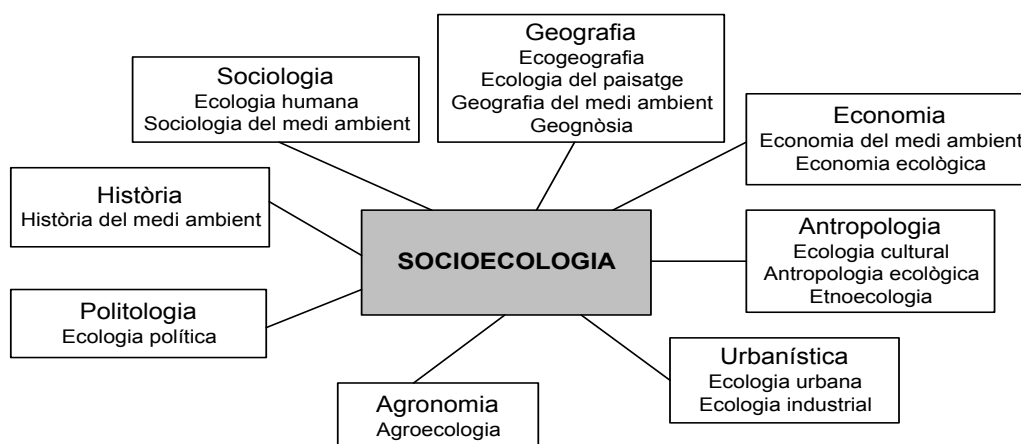 Geografia
Ecogeografia
Ecologia del paisatge
Geografia del medi ambient
Geognòsia
Sociologia
Ecologia humana
Sociologia del medi ambient
Economia
Economia del medi ambient
Economia ecològica
Història
Història del medi ambient
SOCIOECOLOGIA
Antropologia
Ecologia cultural
Antropologia ecològica
Etnoecologia
Politologia
Ecologia política
Urbanística
Ecologia urbana
Ecologia industrial
Agronomia
Agroecologia